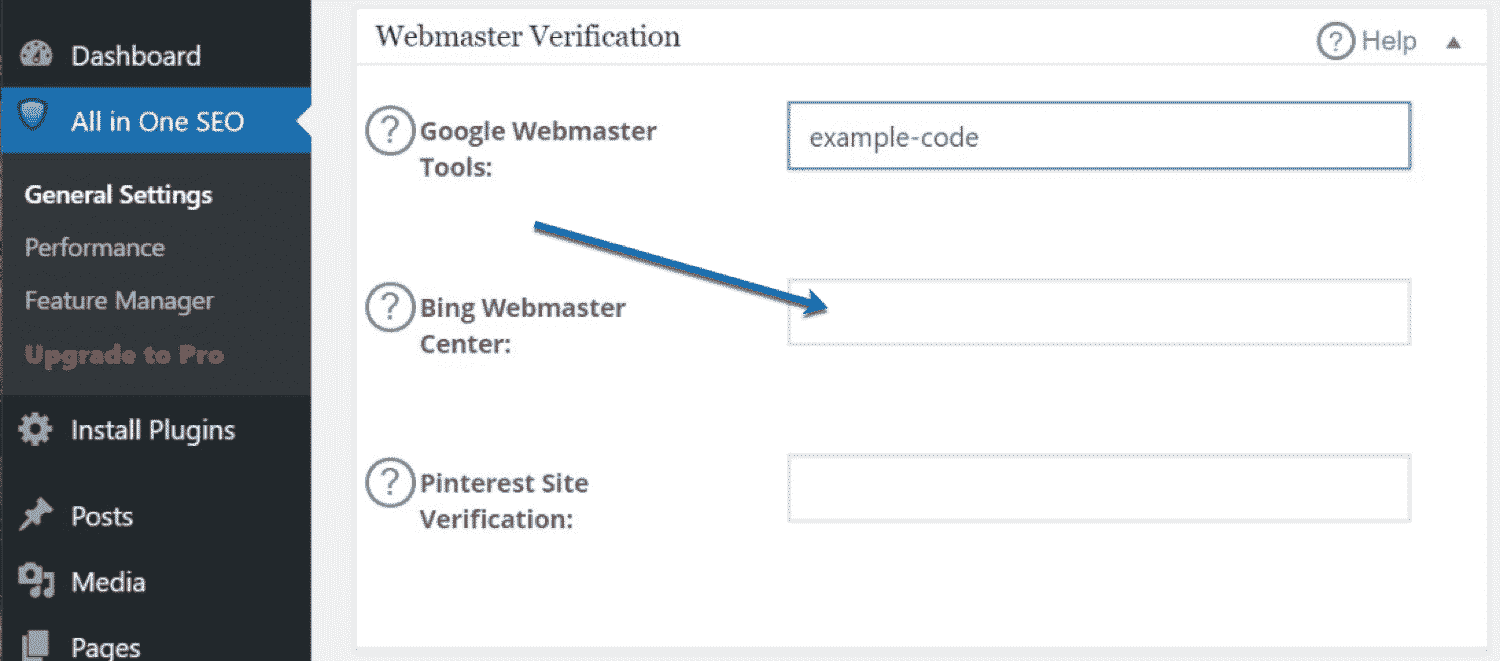 Dashboard
All in One SEO
General Settings
Performance
Feature Manager
Upgrade to Pro
Install Plugins
Posts
Media
Pages
Webmaster Verification
? Help ▲
? Google Webmaster
Tools:
example-code
? Bing Webmaster
Center:
? Pinterest Site
Verification: